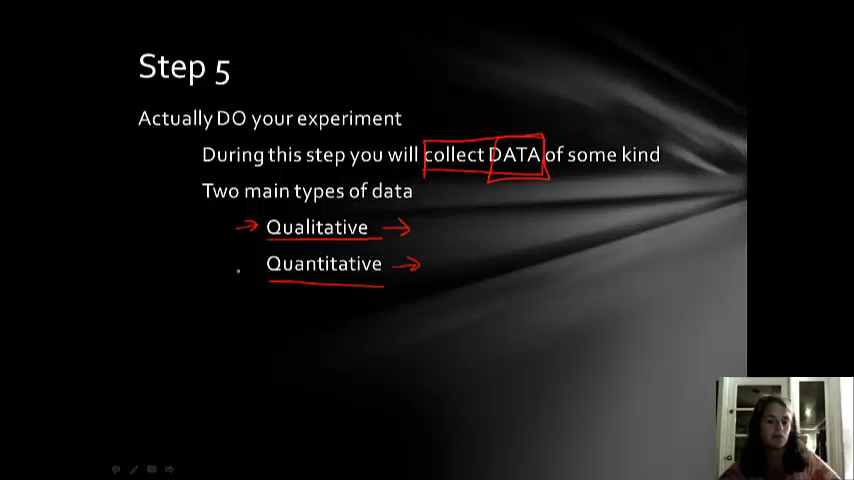 Step 5
Actually DO your experiment
During this step you will collect DATA of some kind
Two main types of data
Qualitative
Quantitative